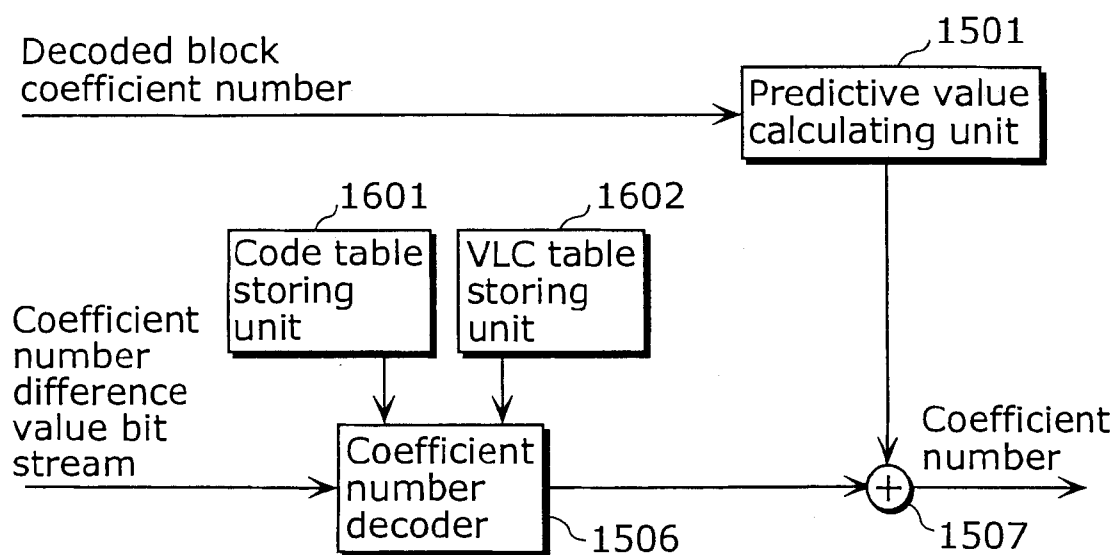 1501
Decoded block
coefficient number
Predictive value
calculating unit
1601
1602
Code table
storing
unit
VLC table
storing
unit
Coefficient
number
difference
value bit
stream
Coefficient
number
decoder
1506
Coefficient
number
+
1507